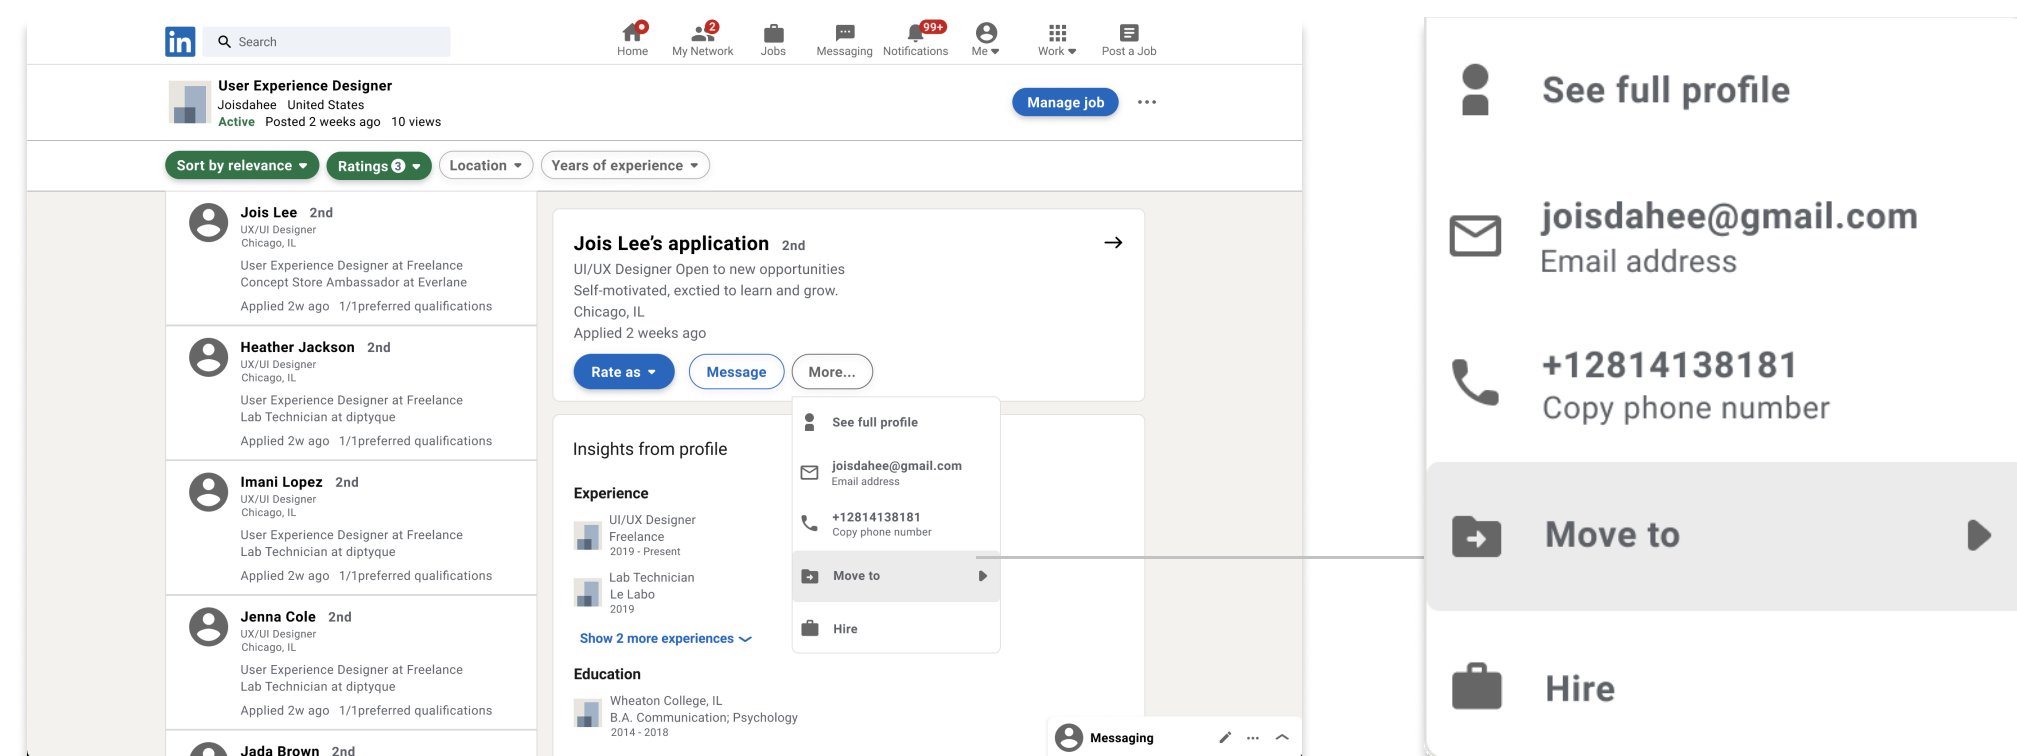 in
Search
Home
2
My Network
Jobs
Messaging
99+
Notifications
Me
Work
Post a Job
User Experience Designer
Joisdahee United States
Active Posted 2 weeks ago 10 views
Manage job
Sort by relevance
Ratings 3
Location
Years of experience
Jois Lee 2nd
UX/UI Designer
Chicago, IL
User Experience Designer at Freelance
Concept Store Ambassador at Everlane
Applied 2w ago 1/1preferred qualifications
Heather Jackson 2nd
UX/UI Designer
Chicago, IL
User Experience Designer at Freelance
Lab Technician at diptyque
Applied 2w ago 1/1preferred qualifications
Imani Lopez 2nd
UX/UI Designer
Chicago, IL
User Experience Designer at Freelance
Lab Technician at diptyque
Applied 2w ago 1/1preferred qualifications
Jenna Cole 2nd
UX/UI Designer
Chicago, IL
User Experience Designer at Freelance
Lab Technician at diptyque
Applied 2w ago 1/1preferred qualifications
Jada Brown 2nd
Jois Lee's application 2nd
UI/UX Designer Open to new opportunities
Self-motivated, exctied to learn and grow.
Chicago, IL
Applied 2 weeks ago
Rate as
Message
More...
Insights from profile
Experience
UI/UX Designer
Freelance
2019 - Present
Lab Technician
Le Labo
2019
Show 2 more experiences
Education
Wheaton College, IL
B.A. Communication; Psychology
2014 - 2018
See full profile
joisdahee@gmail.com
Email address
+12814138181
Copy phone number
Move to
Hire
Messaging
See full profile
joisdahee@gmail.com
Email address
+12814138181
Copy phone number
Move to
Hire